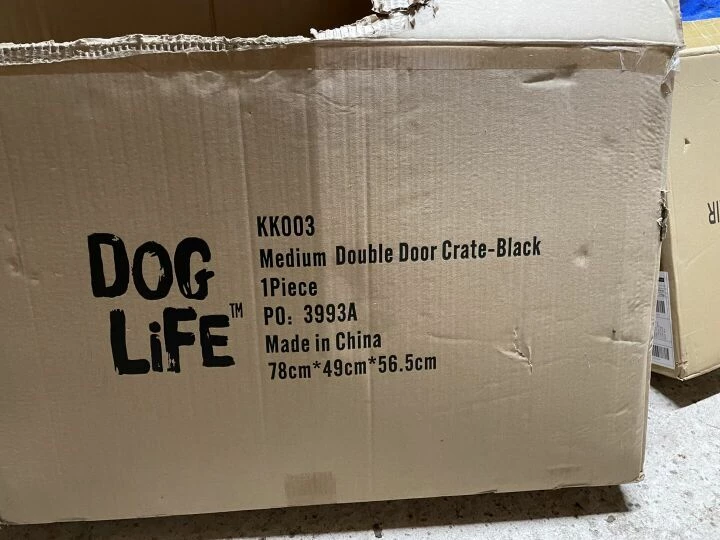 DOG
LiFE™
KK003
Medium Double Door Crate-Black
1Piece
PO: 3993A
Made in China
78cm*49cm*56.5cm